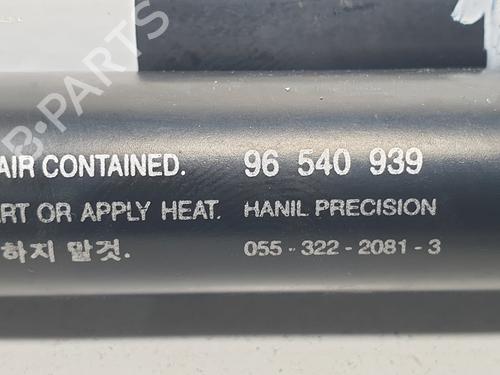 B-PARTS
AIR CONTAINED. 96 540 939
ART OR APPLY HEAT. HANIL PRECISION
하지 말것. 055-322-2081-3